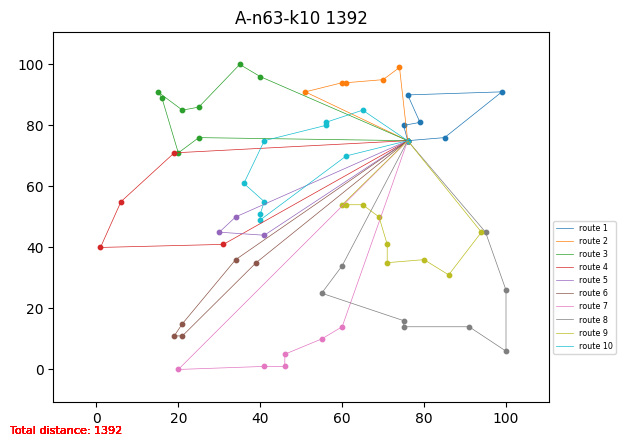 A-n63-k10 1392
100
80
60
40
20
0
0 20 40 60 80 100
route 1
route 2
route 3
route 4
route 5
route 6
route 7
route 8
route 9
route 10
Total distance: 1392